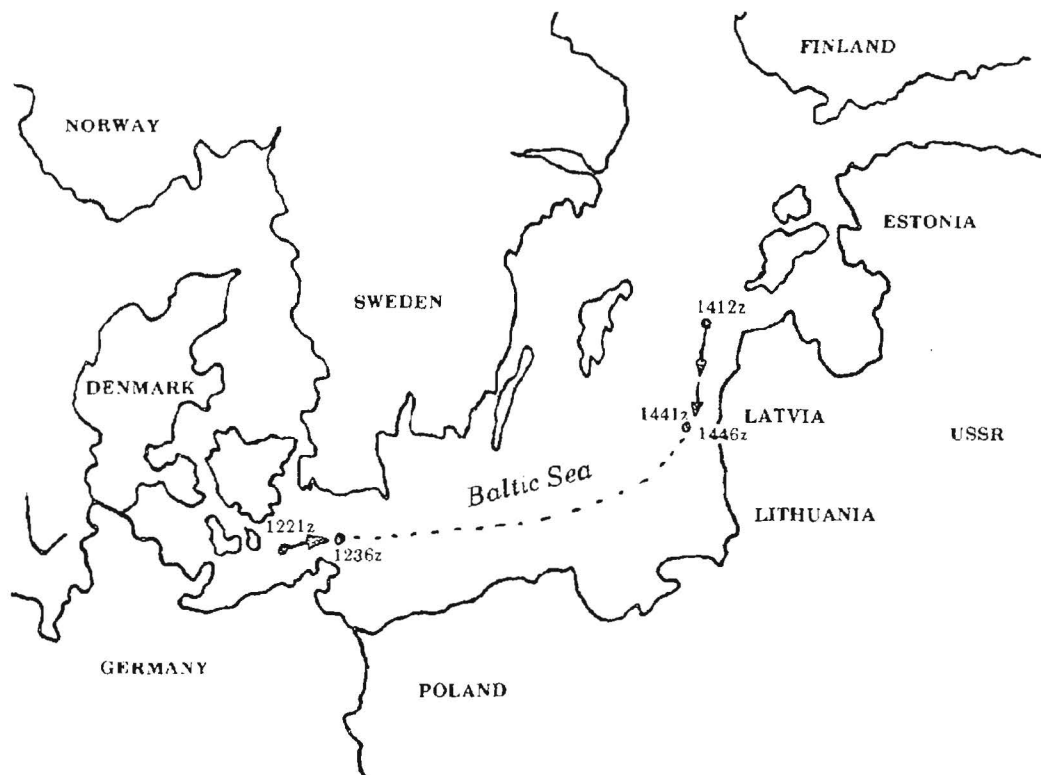 FINLAND
NORWAY
ESTONIA
SWEDEN
1412z
DENMARK
1441z
LATVIA
1446z
USSR
Baltic Sea
LITHUANIA
1221z
1236z
GERMANY
POLAND